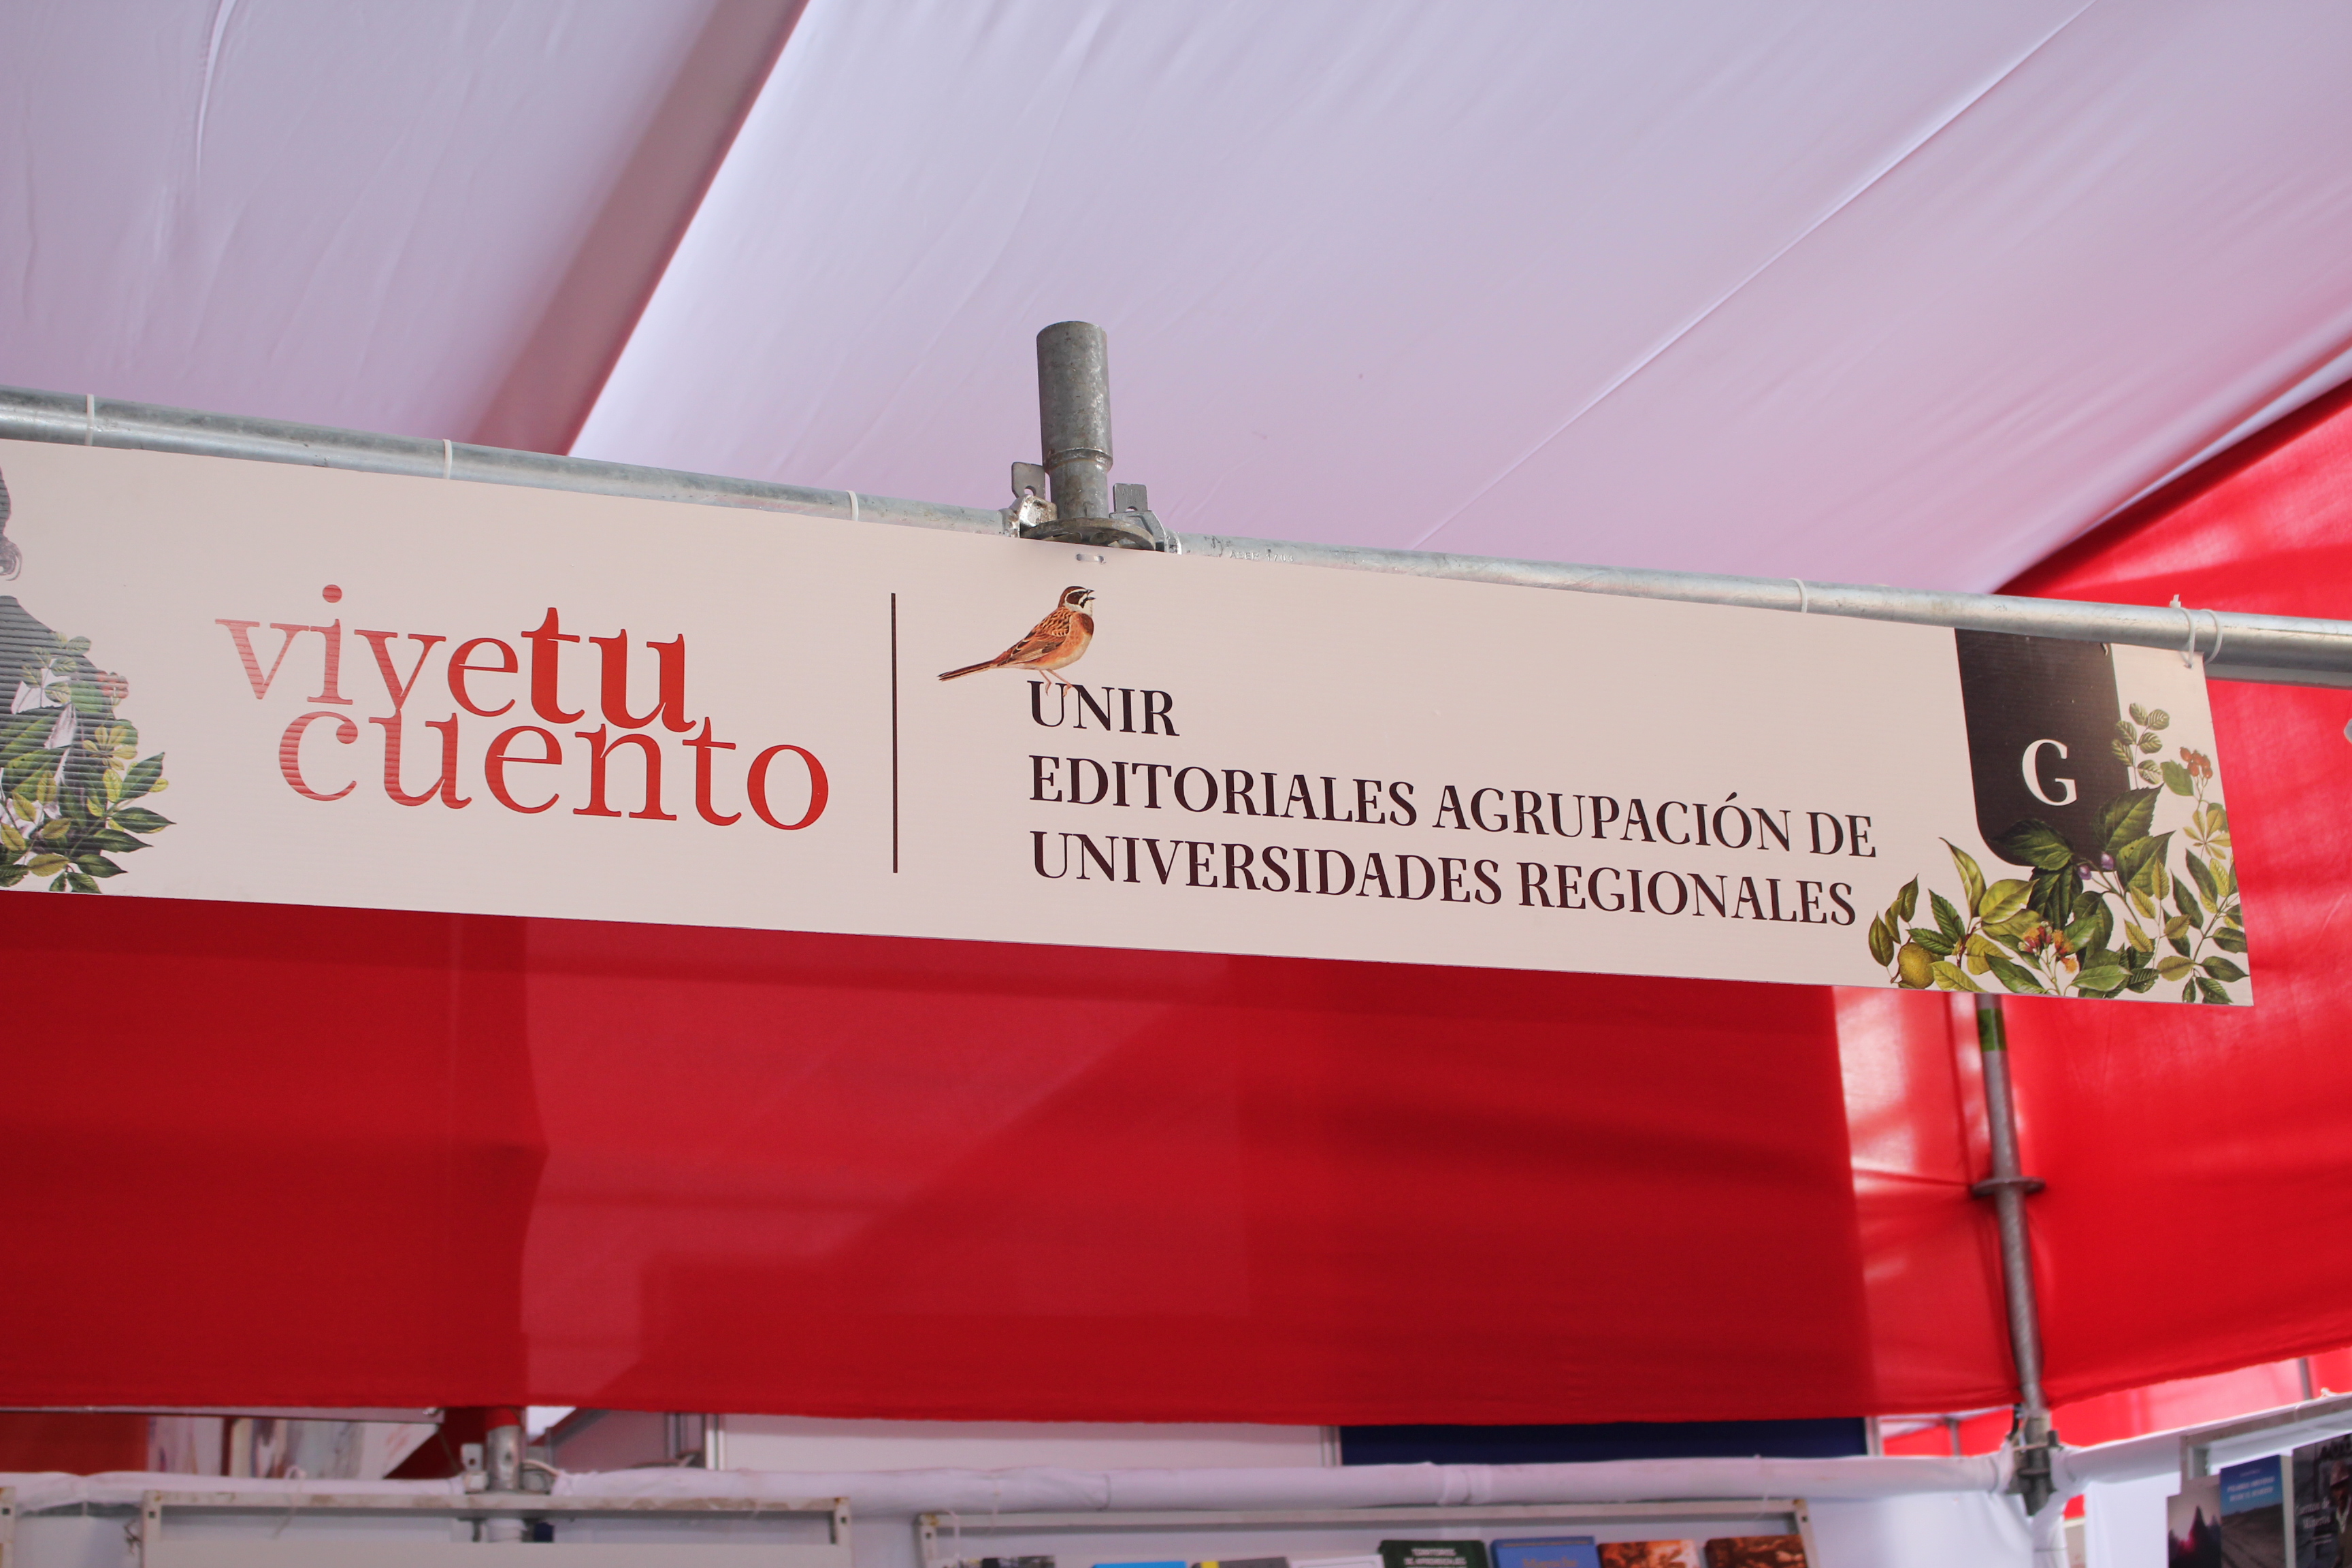 vivetu
cuento
UNIR
EDITORIALES AGRUPACIÓN DE
UNIVERSIDADES REGIONALES
G